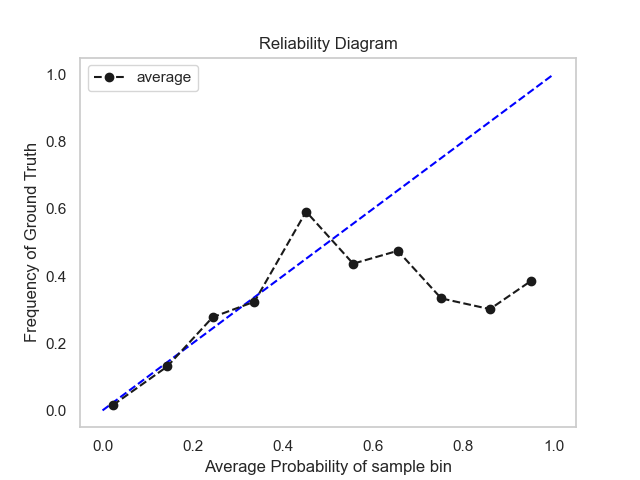 Reliability Diagram
average
Frequency of Ground Truth
1.0
0.8
0.6
0.4
0.2
0.0
0.0 0.2 0.4 0.6 0.8 1.0
Average Probability of sample bin